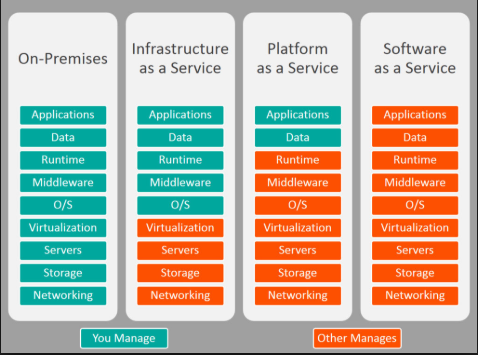 On-Premises
Applications
Data
Runtime
Middleware
O/S
Virtualization
Servers
Storage
Networking
Infrastructure
as a Service
Applications
Data
Runtime
Middleware
O/S
Virtualization
Servers
Storage
Networking
Platform
as a Service
Applications
Data
Runtime
Middleware
O/S
Virtualization
Servers
Storage
Networking
Software
as a Service
Applications
Data
Runtime
Middleware
O/S
Virtualization
Servers
Storage
Networking
You Manage
Other Manages